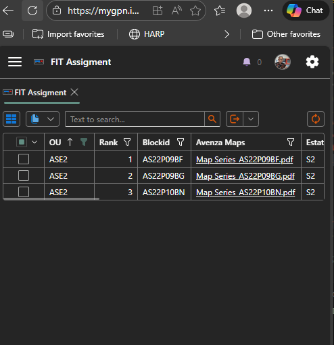 https://mygpn.i...
Chat
Import favorites
HARP
Other favorites
FIT Assigment
0
FIT Assigment
Text to search...
OU Rank Blockid Avenza Maps Estat
ASE2 1 AS22P09BF Map Series_AS22P09BF.pdf S2
ASE2 2 AS22P09BG Map Series_AS22P09BG.pdf S2
ASE2 3 AS22P10BN Map Series_AS22P10BN.pdf S2